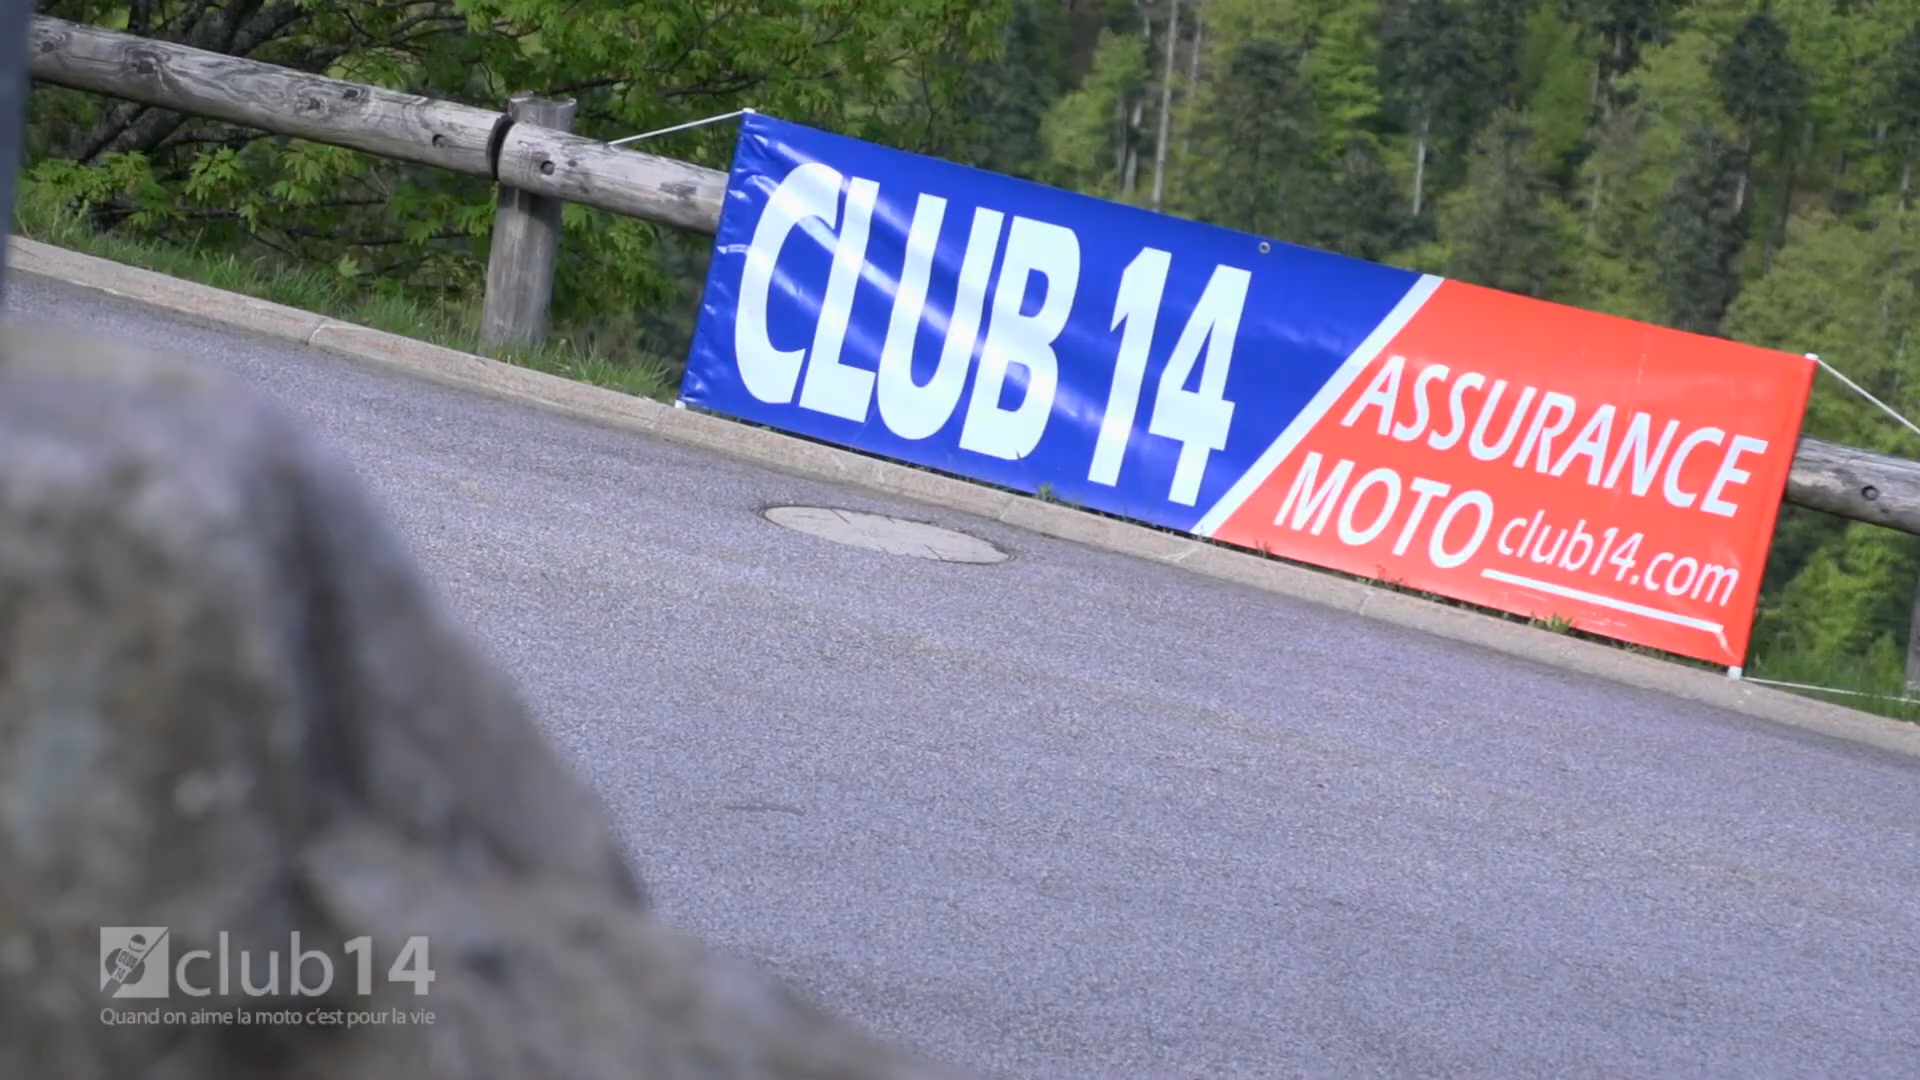 CLUB 14
ASSURANCE
MOTO club14.com
club14
Quand on aime la moto c'est pour la vie